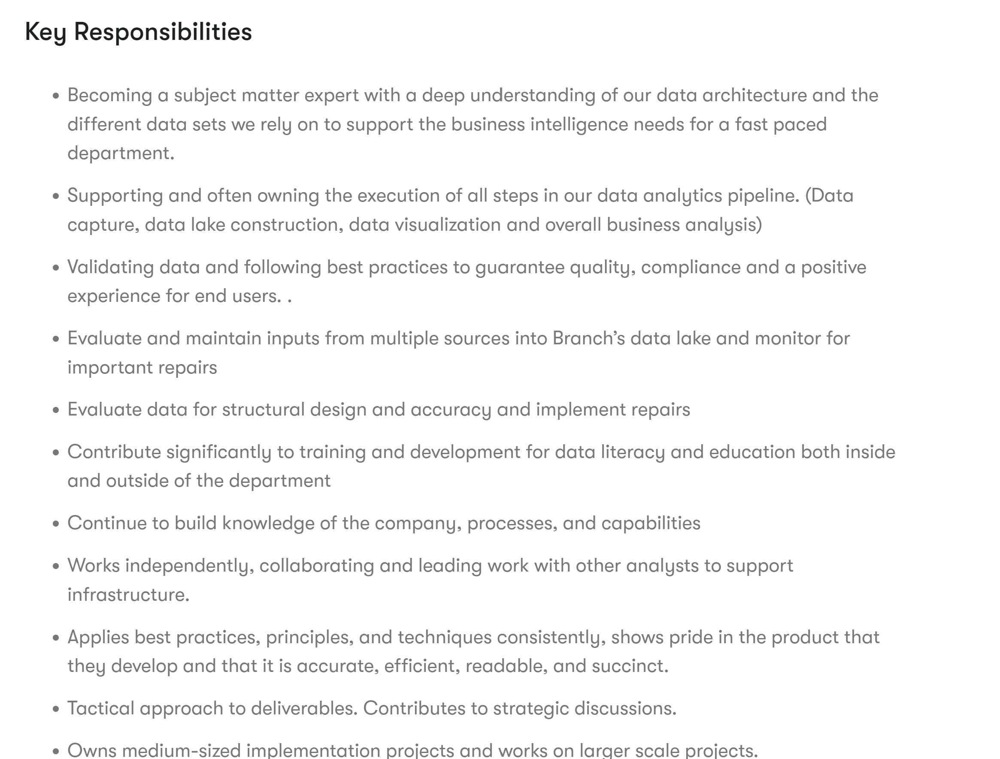 Key Responsibilities
• Becoming a subject matter expert with a deep understanding of our data architecture and the
different data sets we rely on to support the business intelligence needs for a fast paced
department.
• Supporting and often owning the execution of all steps in our data analytics pipeline. (Data
capture, data lake construction, data visualization and overall business analysis)
• Validating data and following best practices to guarantee quality, compliance and a positive
experience for end users. .
• Evaluate and maintain inputs from multiple sources into Branch’s data lake and monitor for
important repairs
• Evaluate data for structural design and accuracy and implement repairs
• Contribute significantly to training and development for data literacy and education both inside
and outside of the department
• Continue to build knowledge of the company, processes, and capabilities
• Works independently, collaborating and leading work with other analysts to support
infrastructure.
• Applies best practices, principles, and techniques consistently, shows pride in the product that
they develop and that it is accurate, efficient, readable, and succinct.
• Tactical approach to deliverables. Contributes to strategic discussions.
• Owns medium-sized implementation projects and works on larger scale projects.